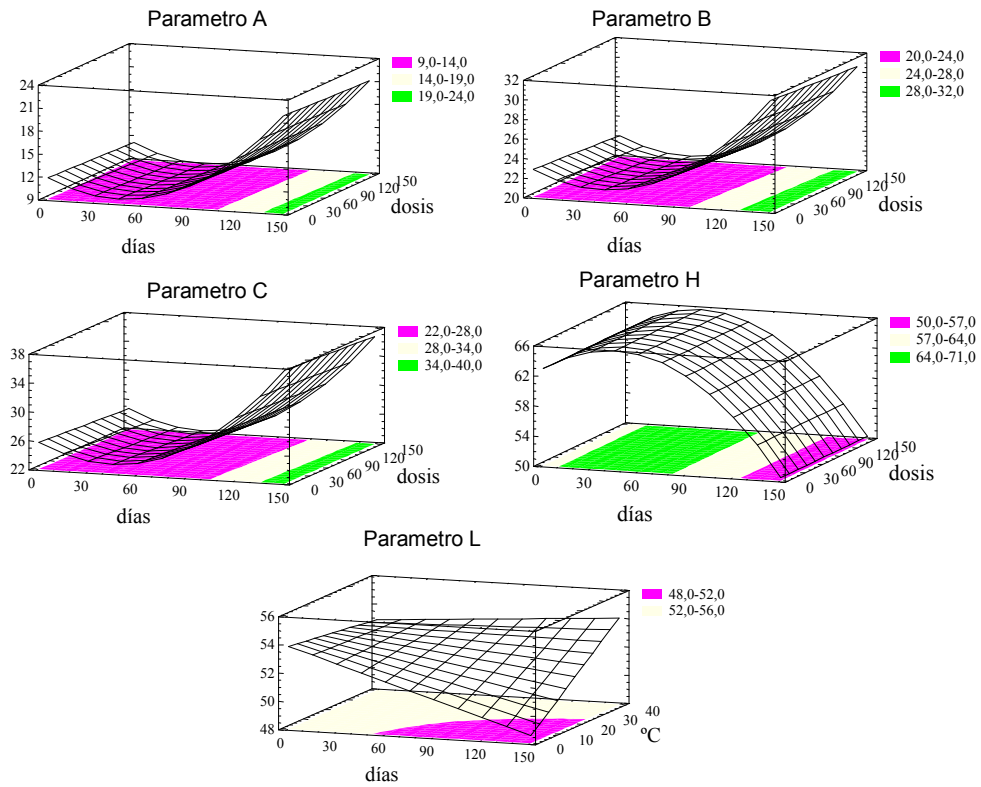 Parametro A
9,0-14,0
14,0-19,0
19,0-24,0
24
21
18
15
12
9
0 30 60 90 120 150
días
0 30 60 90 120 150
dosis
Parametro B
20,0-24,0
24,0-28,0
28,0-32,0
32
30
28
26
24
22
20
0 30 60 90 120 150
días
0 30 60 90 120 150
dosis
Parametro C
22,0-28,0
28,0-34,0
34,0-40,0
38
34
30
26
22
0 30 60 90 120 150
días
0 30 60 90 120 150
dosis
Parametro H
50,0-57,0
57,0-64,0
64,0-71,0
66
62
58
54
50
0 30 60 90 120 150
días
0 30 60 90 120 150
dosis
Parametro L
48,0-52,0
52,0-56,0
56
54
52
50
48
0 30 60 90 120 150
días
0 10 20 30 40
ºC